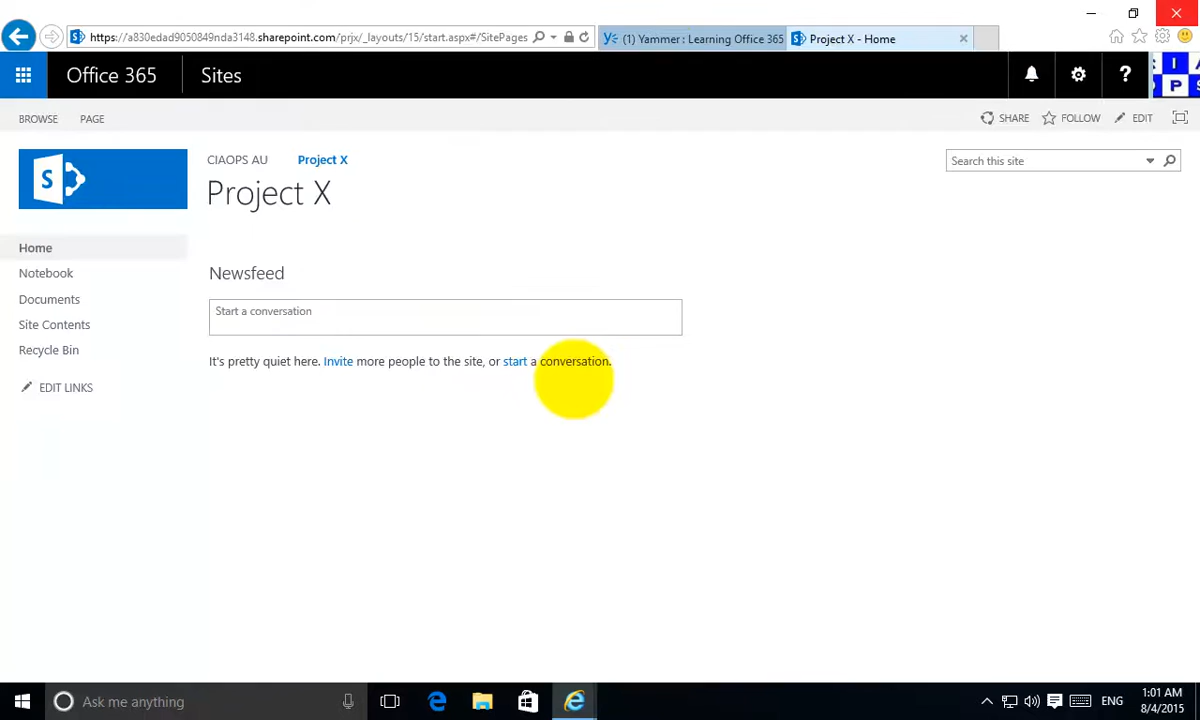 https://a830edad9050849nda3148.sharepoint.com/prjx/_layouts/15/start.aspx#/SitePages
(1) Yammer : Learning Office 365
Project X - Home
Office 365
Sites
?
BROWSE
PAGE
SHARE
FOLLOW
EDIT
CIAOPS AU
Project X
Search this site
Project X
S
Home
Notebook
Documents
Site Contents
Recycle Bin
EDIT LINKS
Newsfeed
Start a conversation
It's pretty quiet here. Invite more people to the site, or start a conversation.
Ask me anything
ENG
1:01 AM
8/4/2015